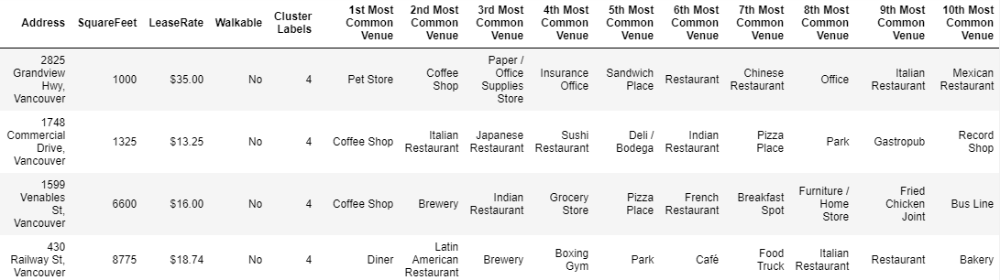 Address SquareFeet LeaseRate Walkable Cluster Labels 1st Most Common Venue 2nd Most Common Venue 3rd Most Common Venue 4th Most Common Venue 5th Most Common Venue 6th Most Common Venue 7th Most Common Venue 8th Most Common Venue 9th Most Common Venue 10th Most Common Venue
2825 Grandview Hwy, Vancouver 1000 $35.00 No 4 Pet Store Coffee Shop Paper / Office Supplies Store Insurance Office Sandwich Place Restaurant Chinese Restaurant Office Italian Restaurant Mexican Restaurant
1748 Commercial Drive, Vancouver 1325 $13.25 No 4 Coffee Shop Italian Restaurant Japanese Restaurant Sushi Restaurant Deli / Bodega Indian Restaurant Pizza Place Park Gastropub Record Shop
1599 Venables St, Vancouver 6600 $16.00 No 4 Coffee Shop Brewery Indian Restaurant Grocery Store Pizza Place French Restaurant Breakfast Spot Furniture / Home Store Fried Chicken Joint Bus Line
430 Railway St, Vancouver 8775 $18.74 No 4 Diner Latin American Restaurant Brewery Boxing Gym Park Café Food Truck Italian Restaurant Restaurant Bakery